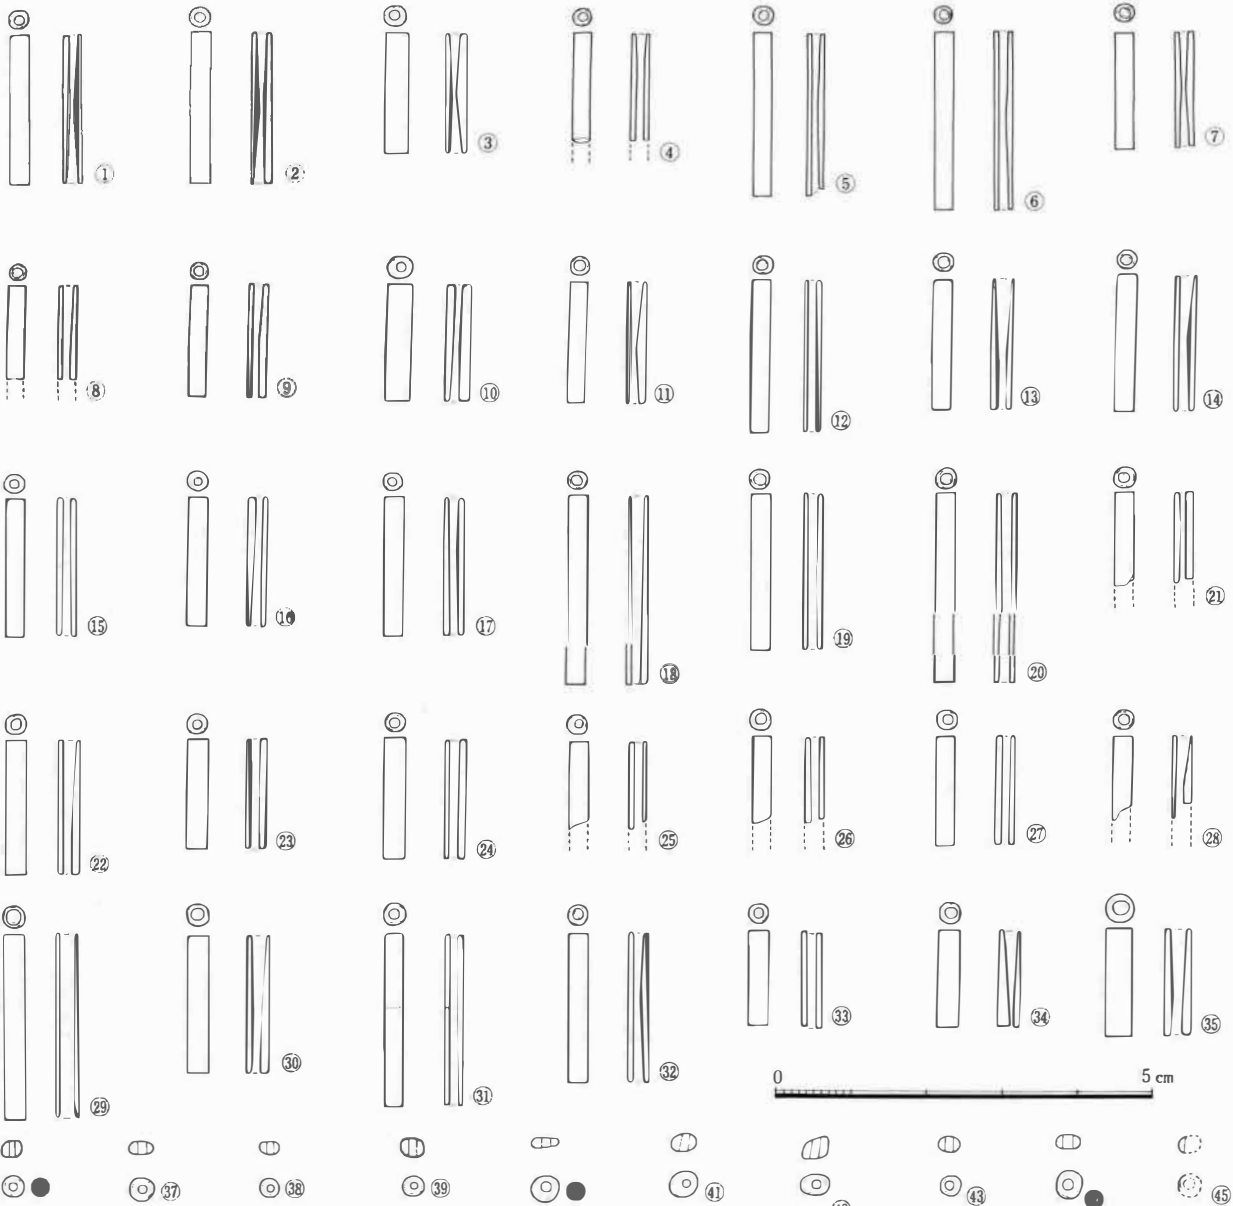 ① ② ③ ④ ⑤ ⑥ ⑦
⑧ ⑨ ⑩ ⑪ ⑫ ⑬ ⑭
⑮ ⑯ ⑰ ⑱ ⑲ ⑳ ㉑
㉒ ㉓ ㉔ ㉕ ㉖ ㉗ ㉘
㉙ ㉚ ㉛ ㉜ ㉝ ㉞ ㉟
0 5 cm
㊲ ㊳ ㊴ ㊶ ㊸ ㊺